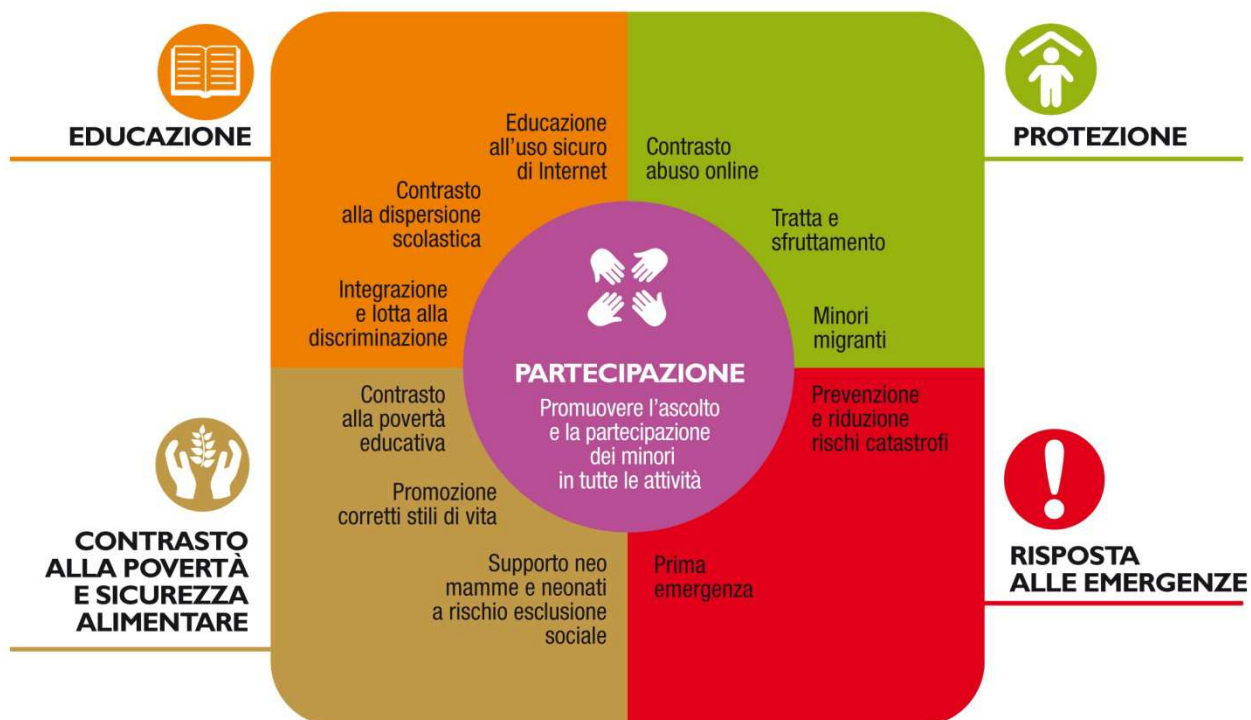 EDUCAZIONE
Educazione
all'uso sicuro
di Internet
Contrasto
alla dispersione
scolastica
Integrazione
e lotta alla
discriminazione
PROTEZIONE
Contrasto
abuso online
Tratta e
sfruttamento
Minori
migranti
PARTECIPAZIONE
Promuovere l'ascolto
e la partecipazione
dei minori
in tutte le attività
CONTRASTO
ALLA POVERTÀ
E SICUREZZA
ALIMENTARE
Contrasto
alla povertà
educativa
Promozione
corretti stili di vita
Supporto neo
mamme e neonati
a rischio esclusione
sociale
RISPOSTA
ALLE EMERGENZE
Prevenzione
e riduzione
rischi catastrofi
Prima
emergenza